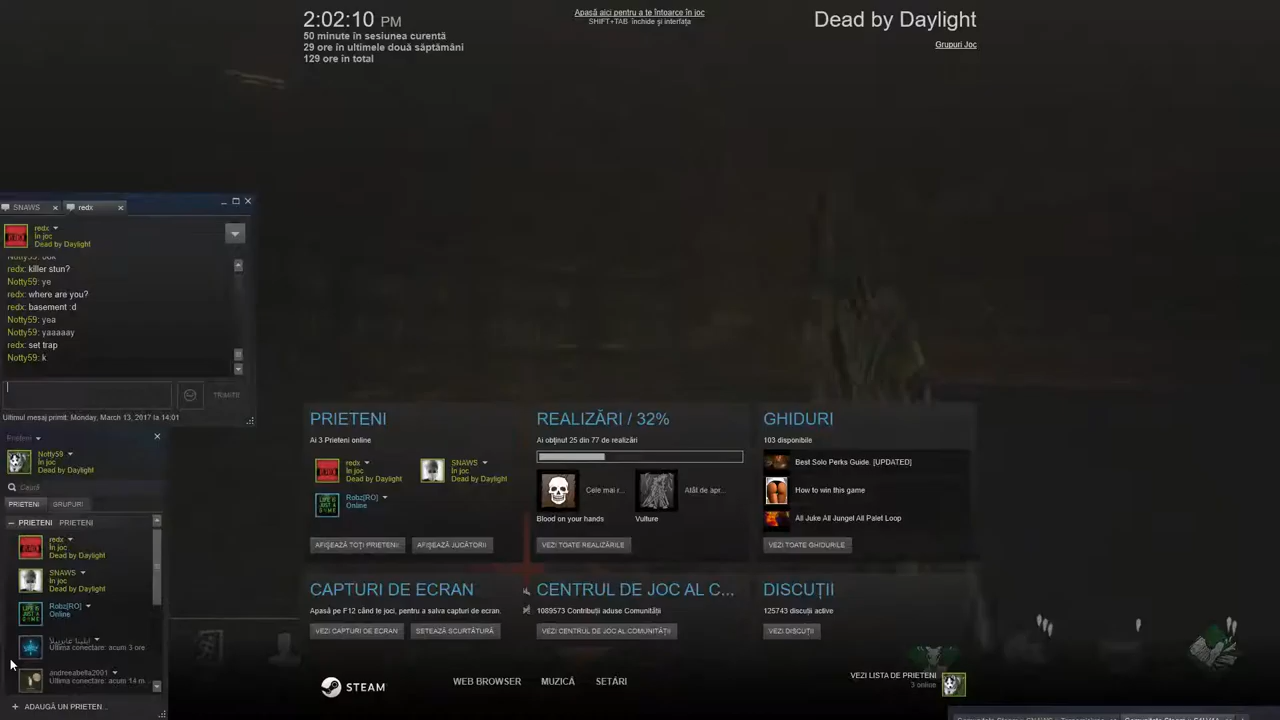 2:02:10 PM
50 minute în sesiunea curentă
29 ore în ultimele două săptămâni
129 ore în total
Apasă aici pentru a te întoarce în joc
SHIFT+TAB închide și interfața
Dead by Daylight
Grupuri Joc
SNAWS
redx
redx
În joc
Dead by Daylight
redx: killer stun?
Notty59: ye
redx: where are you?
redx: basement :d
Notty59: yea
Notty59: yaaaaay
redx: set trap
Notty59: k
TRIMITE
Ultimul mesaj primit: Monday, March 13, 2017 la 14:01
Prieteni
Notty59
În joc
Dead by Daylight
Caută
PRIETENI
GRUPURI
PRIETENI PRIETENI
redx
În joc
Dead by Daylight
SNAWS
În joc
Dead by Daylight
Robz[RO]
Online
Ultima conectare: acum 3 ore
andreeabella2001
Ultima conectare: acum 14 m
+ ADAUGĂ UN PRIETEN...
PRIETENI
Ai 3 Prieteni online
redx
În joc
Dead by Daylight
SNAWS
În joc
Dead by Daylight
Robz[RO]
Online
AFIȘEAZĂ TOȚI PRIETENII
AFIȘEAZĂ JUCĂTORII
REALIZĂRI / 32%
Ai obținut 25 din 77 de realizări
Cele mai r...
Atât de apr...
Blood on your hands
Vulture
VEZI TOATE REALIZĂRILE
GHIDURI
103 disponibile
Best Solo Perks Guide. [UPDATED]
How to win this game
All Juke All Jungel All Palet Loop
VEZI TOATE GHIDURILE
CAPTURI DE ECRAN
Apasă pe F12 când te joci, pentru a salva capturi de ecran.
VEZI CAPTURI DE ECRAN
SETEAZĂ SCURTĂTURĂ
CENTRUL DE JOC AL C...
1089573 Contribuții aduse Comunității
VEZI CENTRUL DE JOC AL COMUNITĂȚII
DISCUȚII
125743 discuții active
VEZI DISCUȚII
STEAM
WEB BROWSER
MUZICĂ
SETĂRI
VEZI LISTA DE PRIETENI
3 online